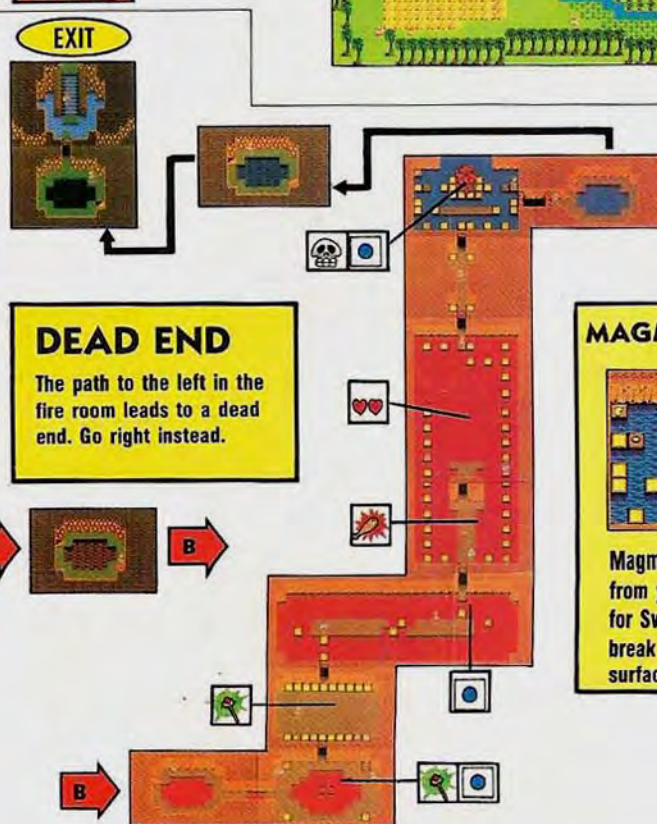 EXIT
DEAD END
The path to the left in the
fire room leads to a dead
end. Go right instead.
B
B
MAGM
Magm
from
for Sw
break
surfac